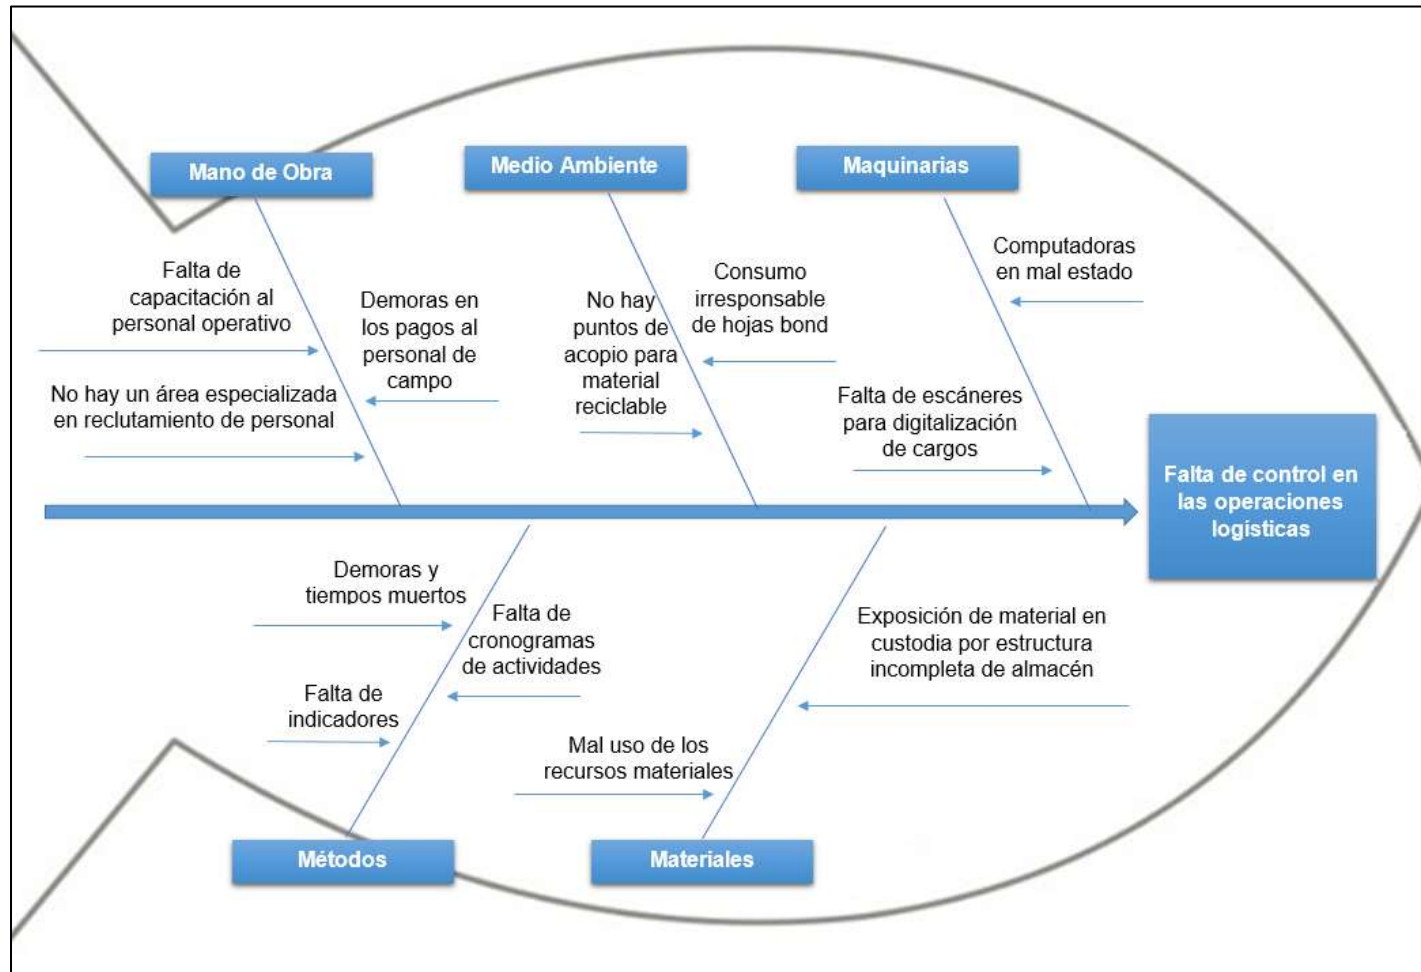 Mano de Obra
Medio Ambiente
Maquinarias
Falta de
capacitación al
personal operativo
Demoras en
los pagos al
personal de
campo
No hay un área especializada
en reclutamiento de personal
No hay
puntos de
acopio para
material
reciclable
Consumo
irresponsable
de hojas bond
Computadoras
en mal estado
Falta de escáneres
para digitalización
de cargos
Falta de control en
las operaciones
logísticas
Demoras y
tiempos muertos
Falta de
cronogramas
de actividades
Falta de
indicadores
Exposición de material en
custodia por estructura
incompleta de almacén
Mal uso de los
recursos materiales
Métodos
Materiales